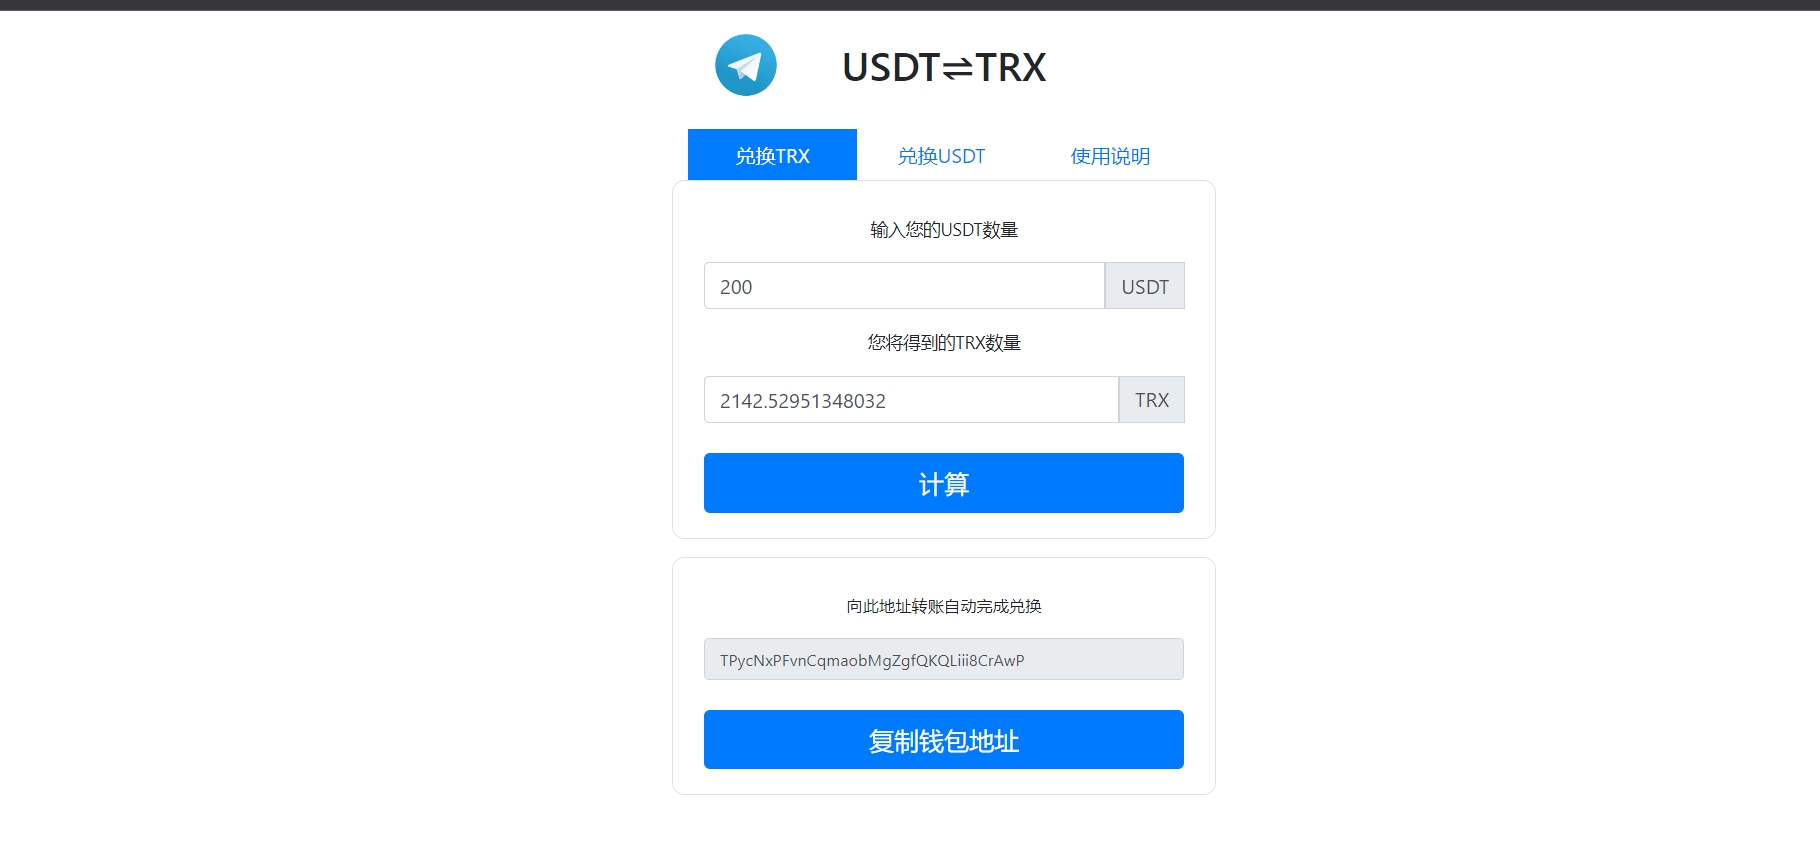 USDT⇌TRX
兑换TRX 兑换USDT 使用说明
输入您的USDT数量
200 USDT
您将得到的TRX数量
2142.52951348032 TRX
计算
向此地址转账自动完成兑换
TPycNxPFvnCqmaobMgZgfQKQLiii8CrAwP
复制钱包地址